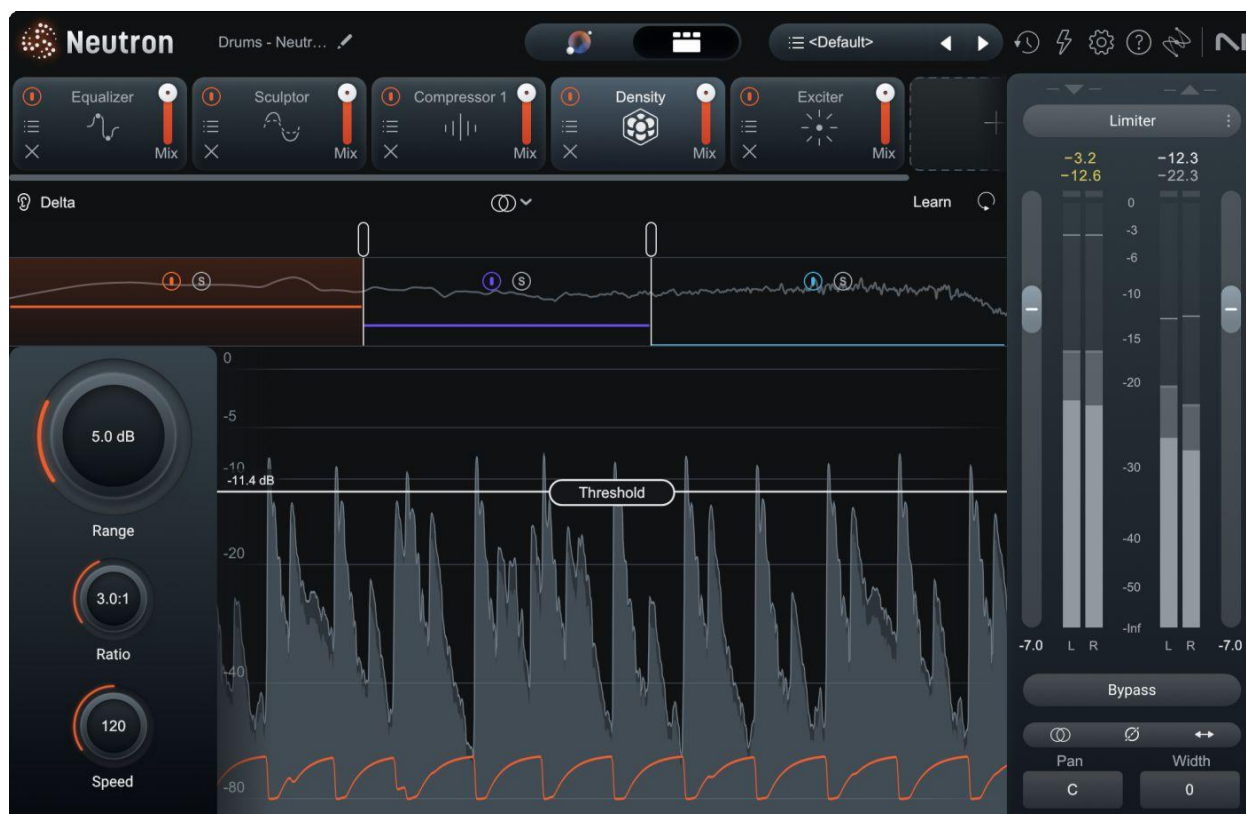 Neutron
Drums - Neutr...
<Default>
Equalizer
Mix
Sculptor
Mix
Compressor 1
Mix
Density
Mix
Exciter
Mix
Limiter
-3.2
-12.6
-12.3
-22.3
Delta
Learn
S
S
S
0
-3
-6
-10
-15
-20
-30
-40
-50
-Inf
5.0 dB
Range
3.0:1
Ratio
120
Speed
0
-5
-10
-11.4 dB
Threshold
-20
-40
-80
-7.0
L R
L R
-7.0
Bypass
Pan
Width
C
0